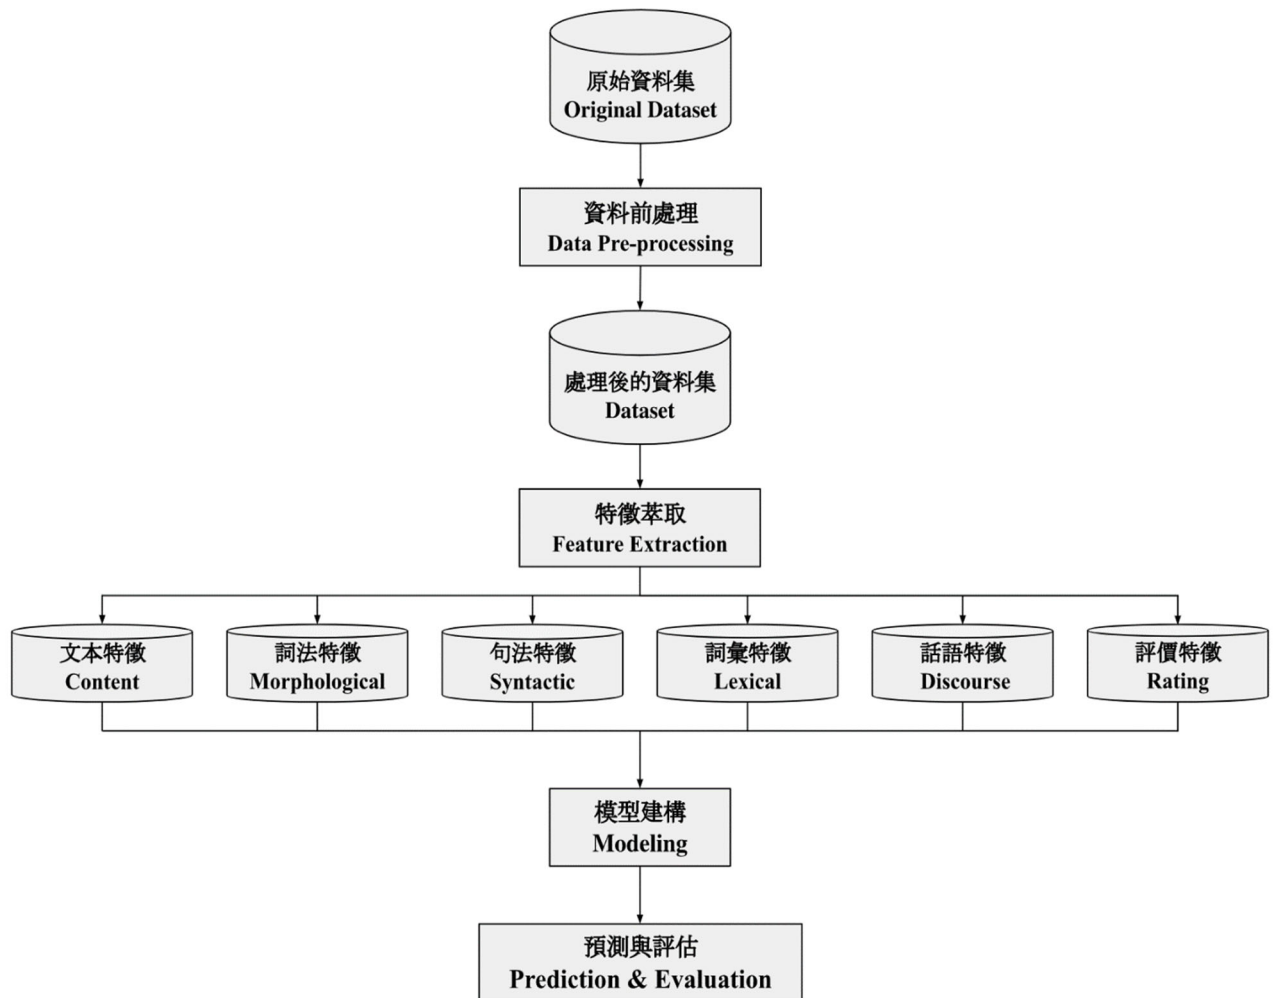 原始資料集
Original Dataset
資料前處理
Data Pre-processing
處理後的資料集
Dataset
特徵萃取
Feature Extraction
文本特徵
Content
詞法特徵
Morphological
句法特徵
Syntactic
詞彙特徵
Lexical
話語特徵
Discourse
評價特徵
Rating
模型建構
Modeling
預測與評估
Prediction & Evaluation